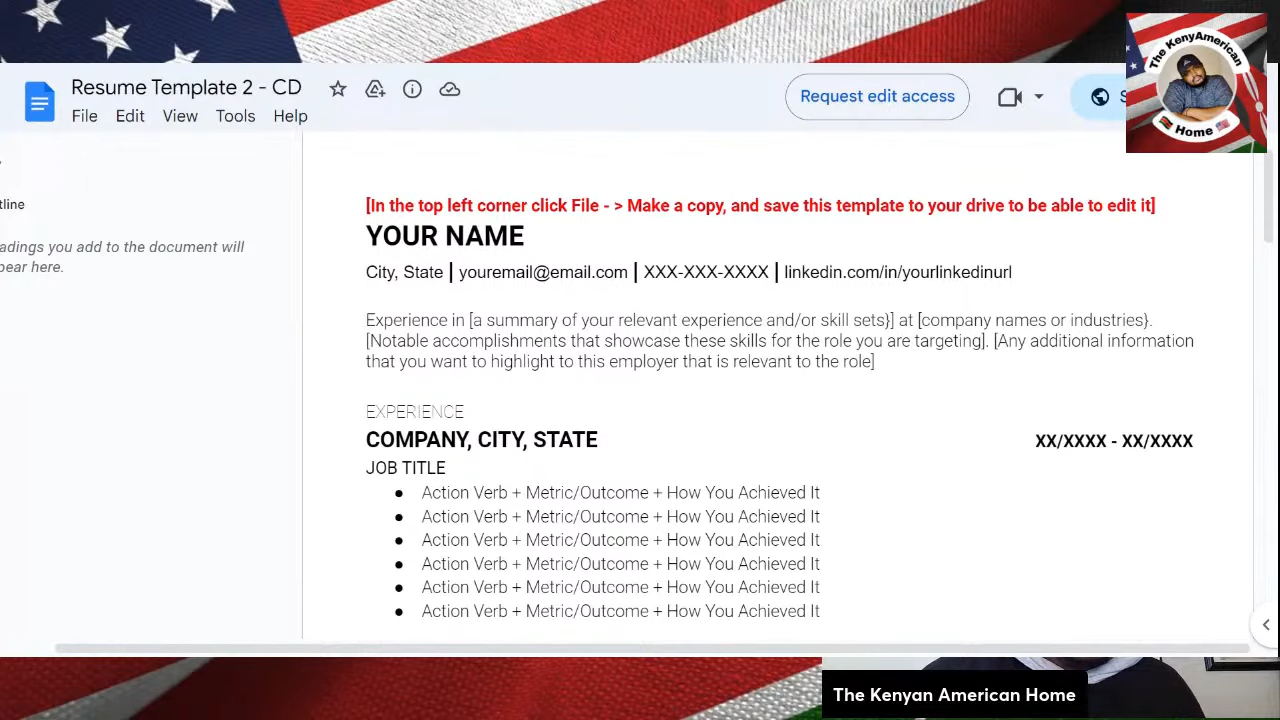 The KenyAmerican
Home
Resume Template 2 - CD
Request edit access
S
File Edit View Tools Help
tline
adings you add to the document will
pear here.
[In the top left corner click File - > Make a copy, and save this template to your drive to be able to edit it]
YOUR NAME
City, State | youremail@email.com | XXX-XXX-XXXX | linkedin.com/in/yourlinkedinurl
Experience in [a summary of your relevant experience and/or skill sets}] at [company names or industries}.
[Notable accomplishments that showcase these skills for the role you are targeting]. [Any additional information
that you want to highlight to this employer that is relevant to the role]
EXPERIENCE
COMPANY, CITY, STATE XX/XXXX - XX/XXXX
JOB TITLE
● Action Verb + Metric/Outcome + How You Achieved It
● Action Verb + Metric/Outcome + How You Achieved It
● Action Verb + Metric/Outcome + How You Achieved It
● Action Verb + Metric/Outcome + How You Achieved It
● Action Verb + Metric/Outcome + How You Achieved It
● Action Verb + Metric/Outcome + How You Achieved It
The Kenyan American Home